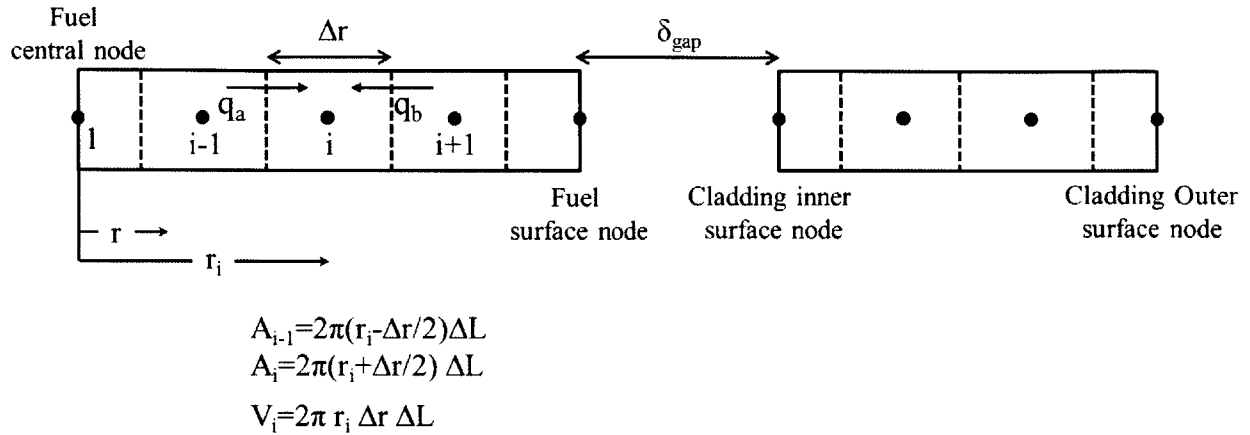 Fuel
central node
Δr
δgap
qa
qb
1
i-1
i
i+1
Fuel
surface node
Cladding inner
surface node
Cladding Outer
surface node
r
ri
Ai-1=2π(ri-Δr/2)ΔL
Ai=2π(ri+Δr/2) ΔL
Vi=2π ri Δr ΔL